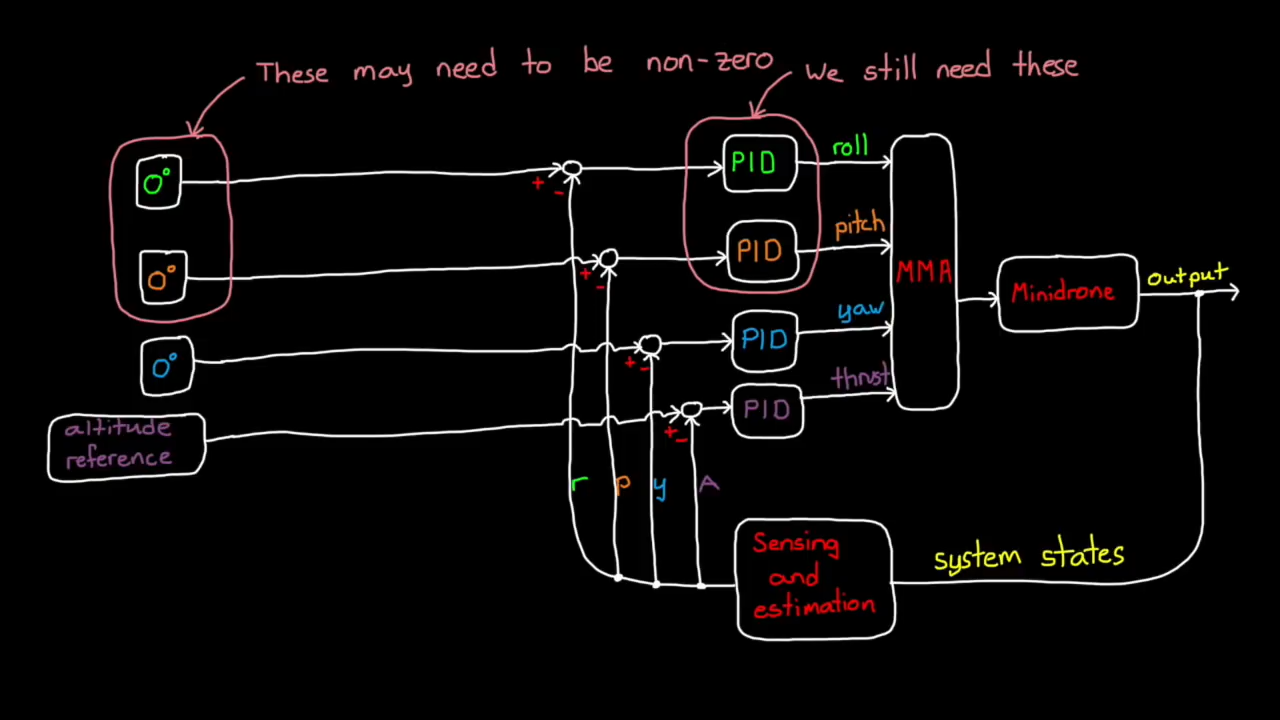 These may need to be non-zero
we still need these
0°
+
-
PID
roll
0°
+
-
PID
pitch
MMA
Minidrone
output
0°
+
-
PID
yaw
altitude
reference
+
-
PID
thrust
r
p
y
A
Sensing
and
estimation
system states